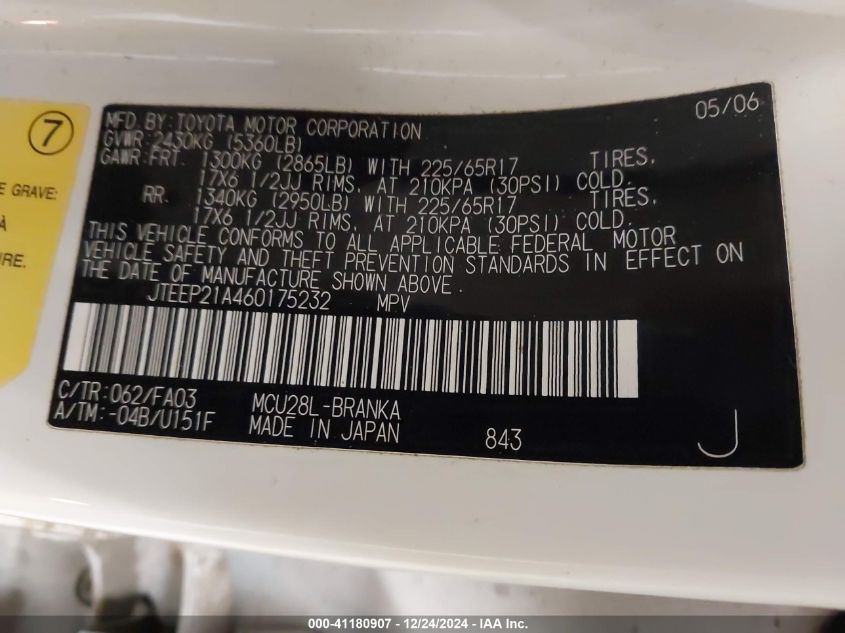 7
E GRAVE:
À
IRE.
05/06
MFD.BY:TOYOTA MOTOR CORPORATION
GVWR:2430KG (5360LB)
GAWR:FRT. 1300KG (2865LB) WITH 225/65R17 TIRES,
17X6 1/2JJ RIMS, AT 210KPA (30PSI) COLD.
RR. 1340KG (2950LB) WITH 225/65R17 TIRES,
17X6 1/2JJ RIMS, AT 210KPA (30PSI) COLD.
THIS VEHICLE CONFORMS TO ALL APPLICABLE FEDERAL MOTOR
VEHICLE SAFETY AND THEFT PREVENTION STANDARDS IN EFFECT ON
THE DATE OF MANUFACTURE SHOWN ABOVE.
JTEEP21A460175232 MPV
C/TR:062/FA03 MCU28L-BRANKA
A/TM:-04B/U151F MADE IN JAPAN 843 J
000-41180907 - 12/24/2024 - IAA Inc.